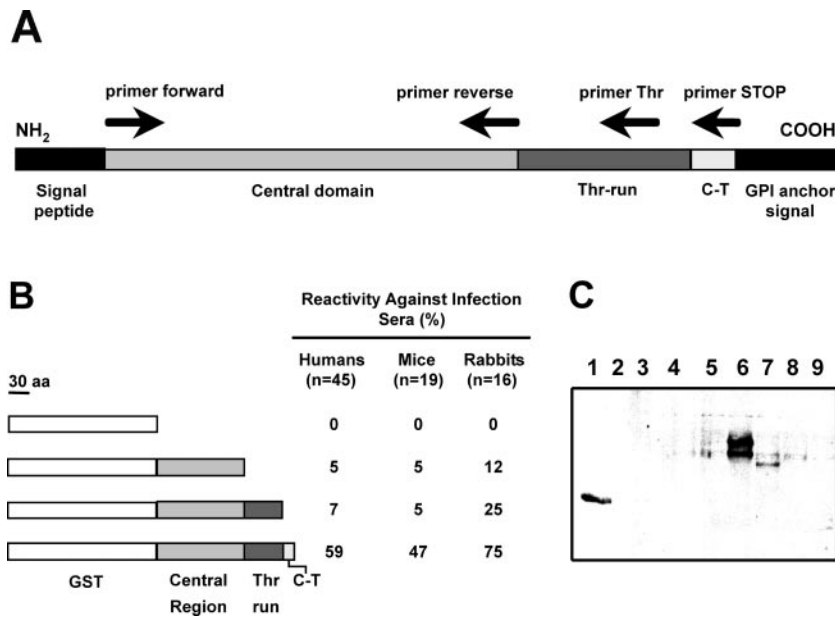 A
primer forward
primer reverse
primer Thr
primer STOP
NH2
COOH
Signal peptide
Central domain
Thr-run
C-T
GPI anchor signal
B
Reactivity Against Infection
Sera (%)
Humans (n=45)
Mice (n=19)
Rabbits (n=16)
30 aa
0 0 0
5 5 12
7 5 25
59 47 75
GST
Central Region
Thr run
C-T
C
1 2 3 4 5 6 7 8 9